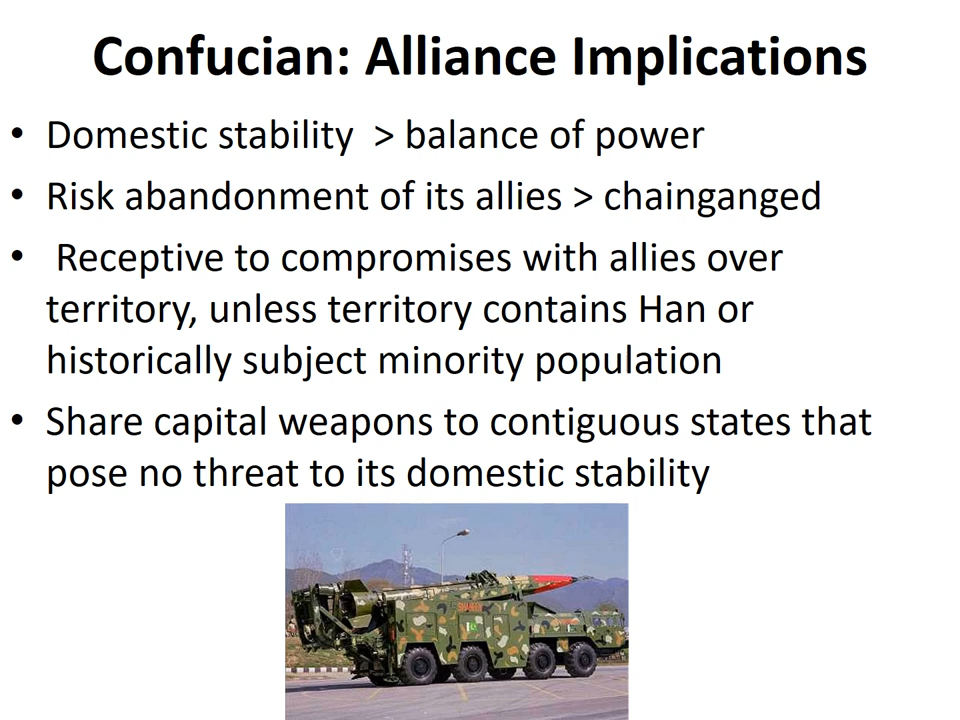 Confucian: Alliance Implications
• Domestic stability  > balance of power
• Risk abandonment of its allies > chainganged
•  Receptive to compromises with allies over
territory, unless territory contains Han or
historically subject minority population
• Share capital weapons to contiguous states that
pose no threat to its domestic stability
SHAHEEN